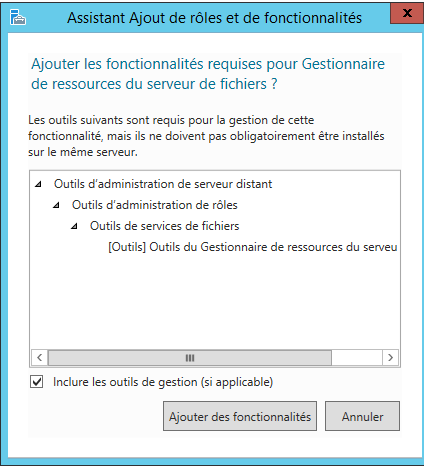 Assistant Ajout de rôles et de fonctionnalités
x
Ajouter les fonctionnalités requises pour Gestionnaire
de ressources du serveur de fichiers ?
Les outils suivants sont requis pour la gestion de cette
fonctionnalité, mais ils ne doivent pas obligatoirement être installés
sur le même serveur.
Outils d'administration de serveur distant
Outils d'administration de rôles
Outils de services de fichiers
[Outils] Outils du Gestionnaire de ressources du serveu
Inclure les outils de gestion (si applicable)
Ajouter des fonctionnalités
Annuler